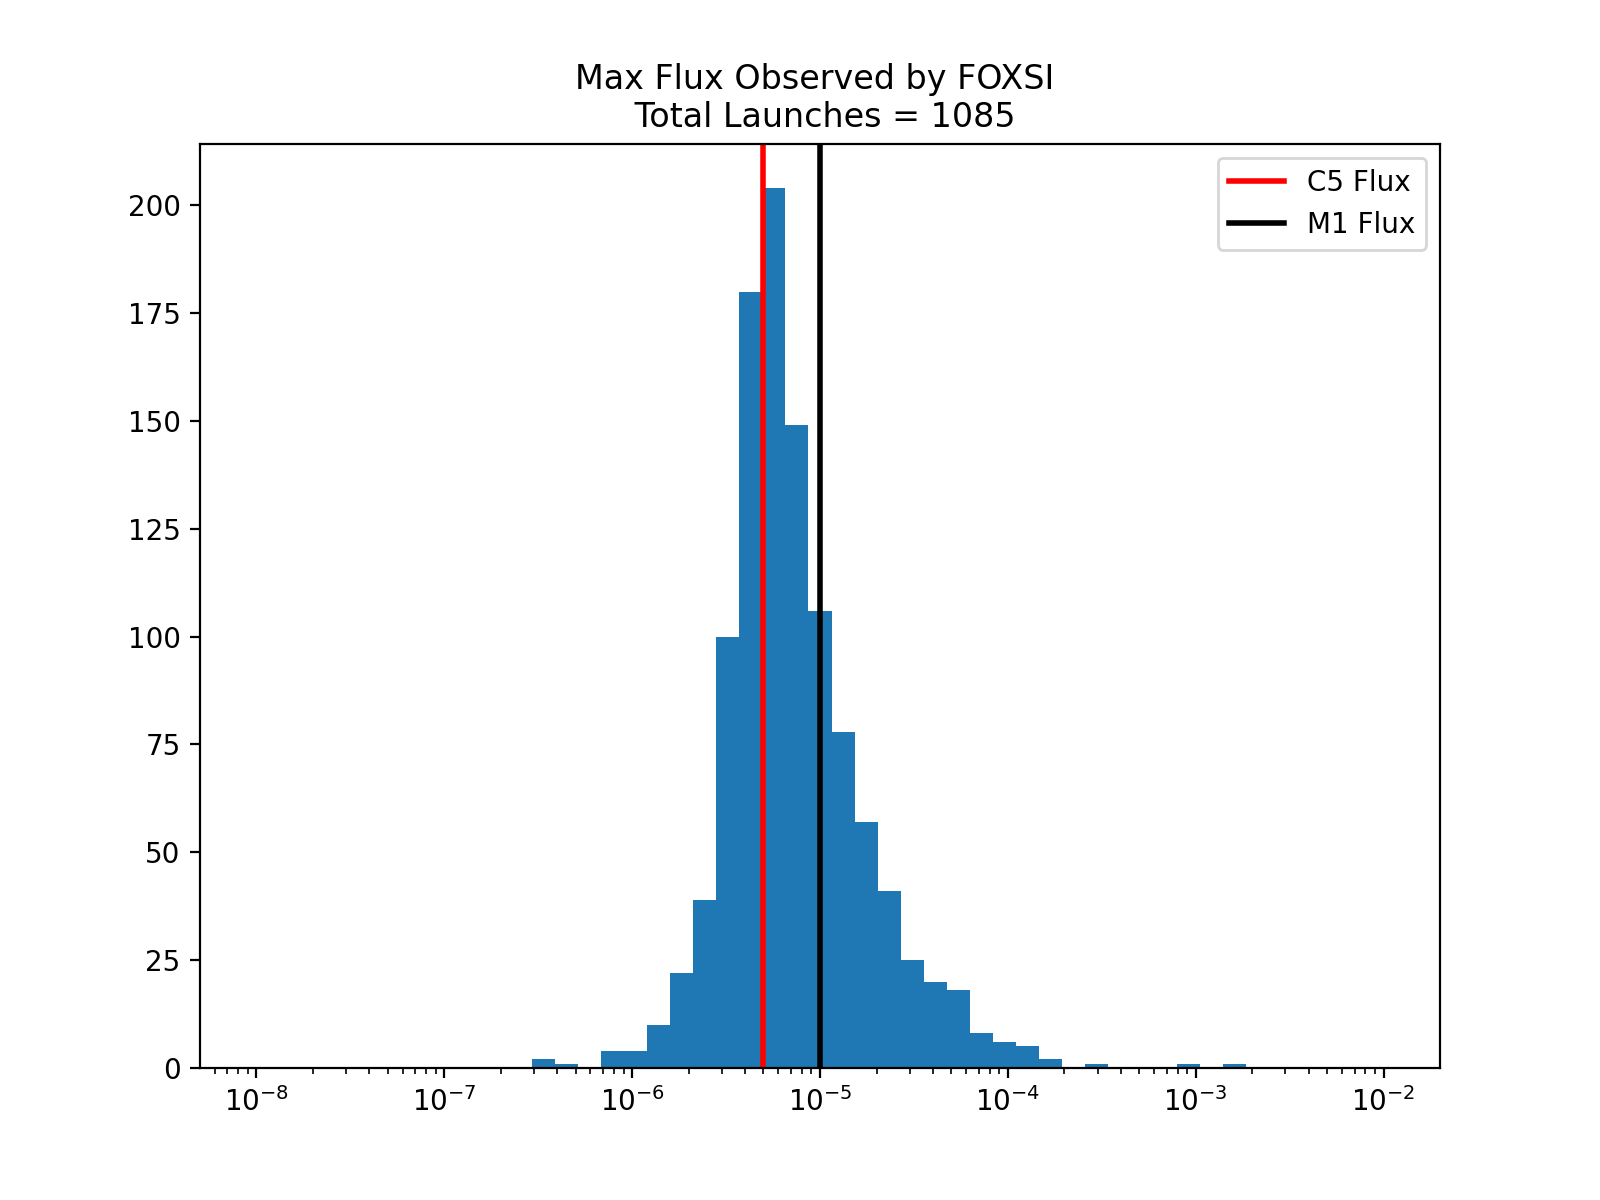 Max Flux Observed by FOXSI
Total Launches = 1085
C5 Flux
M1 Flux
200
175
150
125
100
75
50
25
0
10⁻⁸ 10⁻⁷ 10⁻⁶ 10⁻⁵ 10⁻⁴ 10⁻³ 10⁻²